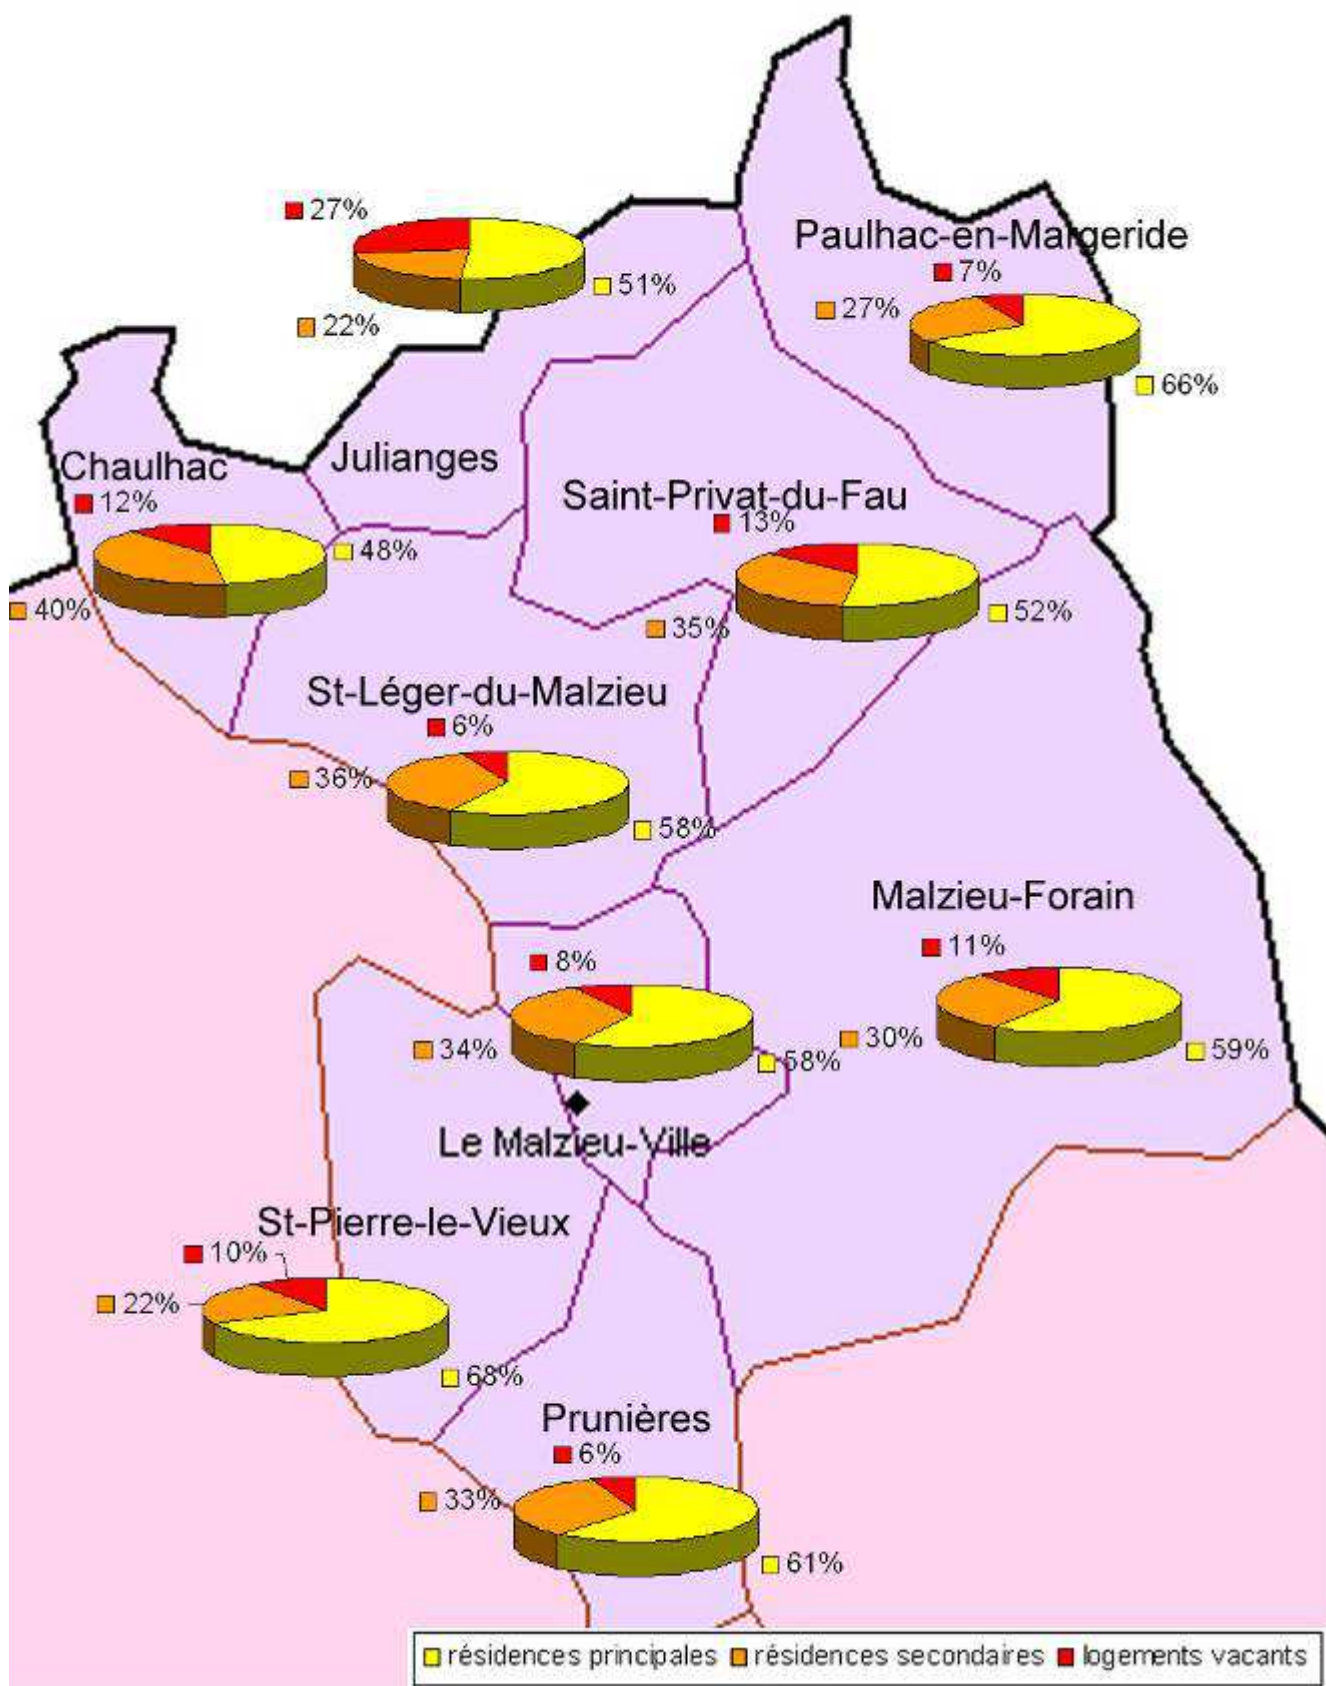 27%
51%
22%
Paulhac-en-Margeride
7%
27%
66%
Julianges
Chaulhac
12%
48%
40%
Saint-Privat-du-Fau
13%
35%
52%
St-Léger-du-Malzieu
6%
36%
58%
Malzieu-Forain
11%
30%
59%
8%
34%
58%
Le Malzieu-Ville
St-Pierre-le-Vieux
10%
22%
68%
Prunières
6%
33%
61%
résidences principales résidences secondaires logements vacants